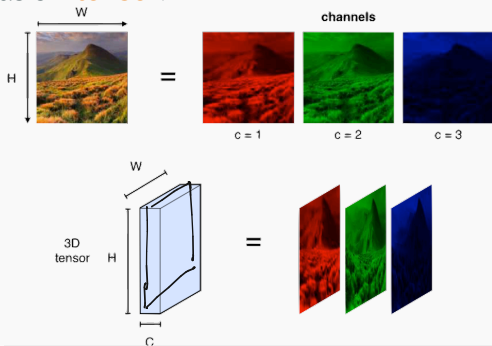 W
channels
H
c = 1
c = 2
c = 3
W
3D
tensor
H
C